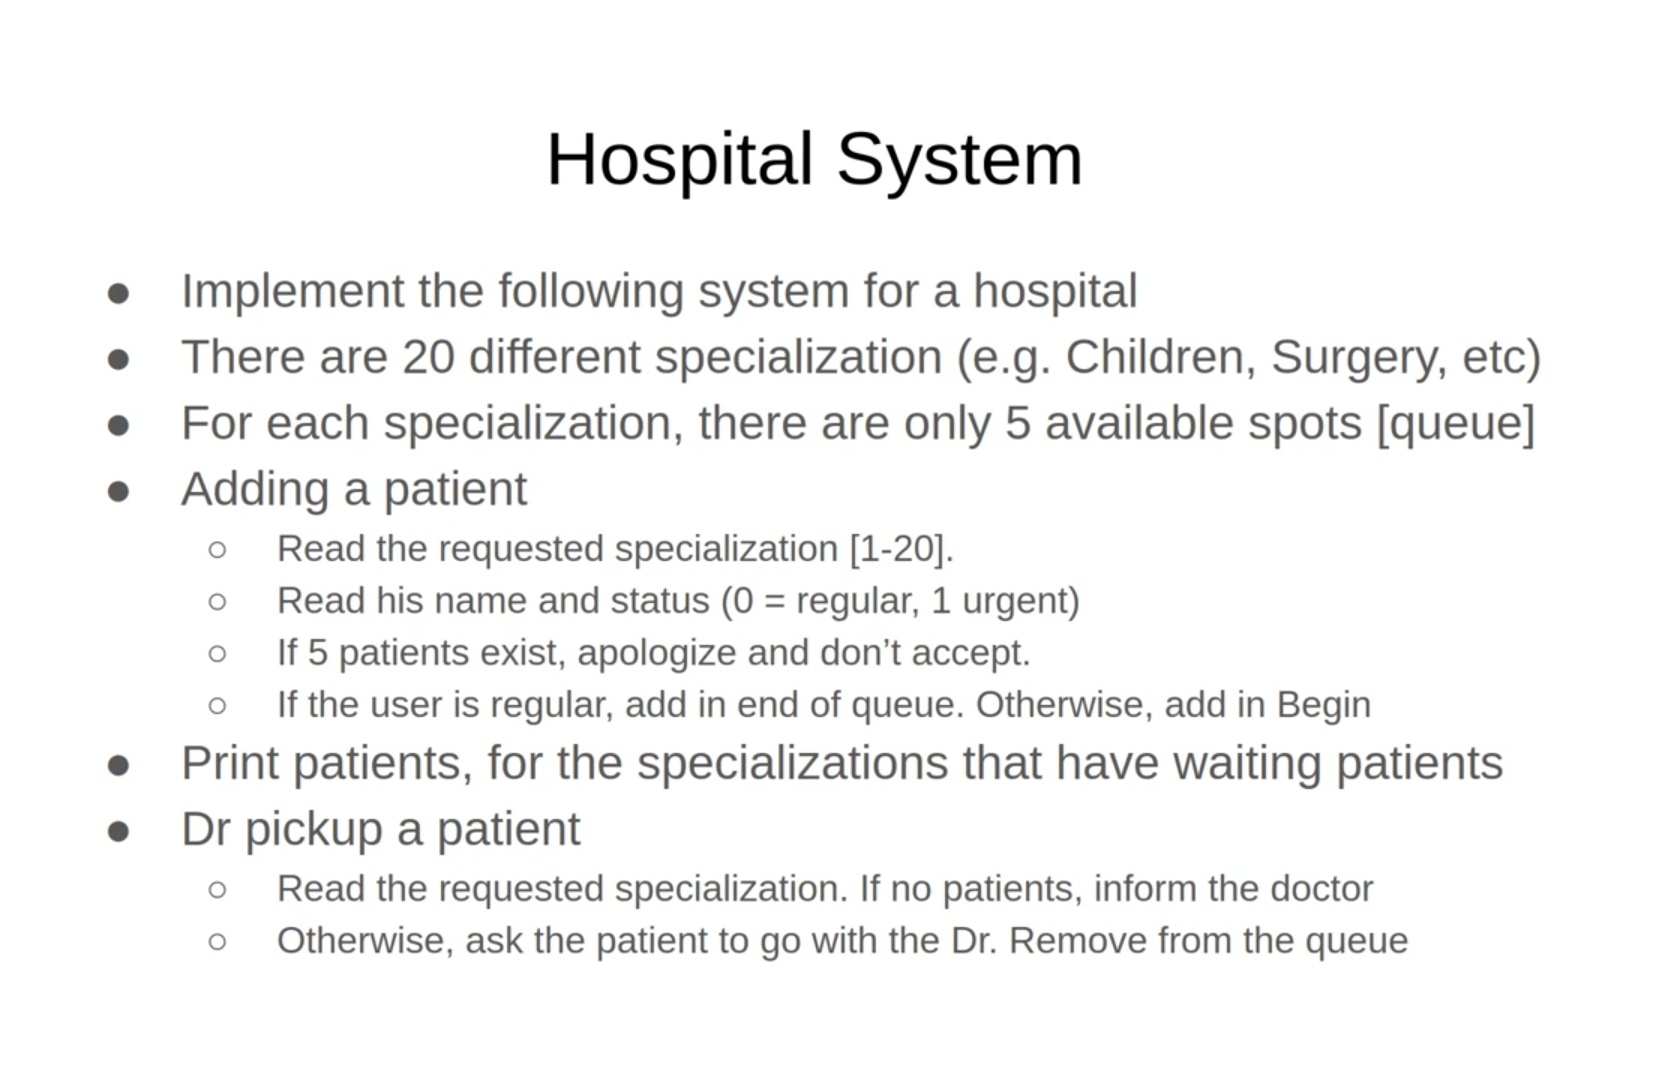 Hospital System
● Implement the following system for a hospital
● There are 20 different specialization (e.g. Children, Surgery, etc)
● For each specialization, there are only 5 available spots [queue]
● Adding a patient
○ Read the requested specialization [1-20].
○ Read his name and status (0 = regular, 1 urgent)
○ If 5 patients exist, apologize and don’t accept.
○ If the user is regular, add in end of queue. Otherwise, add in Begin
● Print patients, for the specializations that have waiting patients
● Dr pickup a patient
○ Read the requested specialization. If no patients, inform the doctor
○ Otherwise, ask the patient to go with the Dr. Remove from the queue